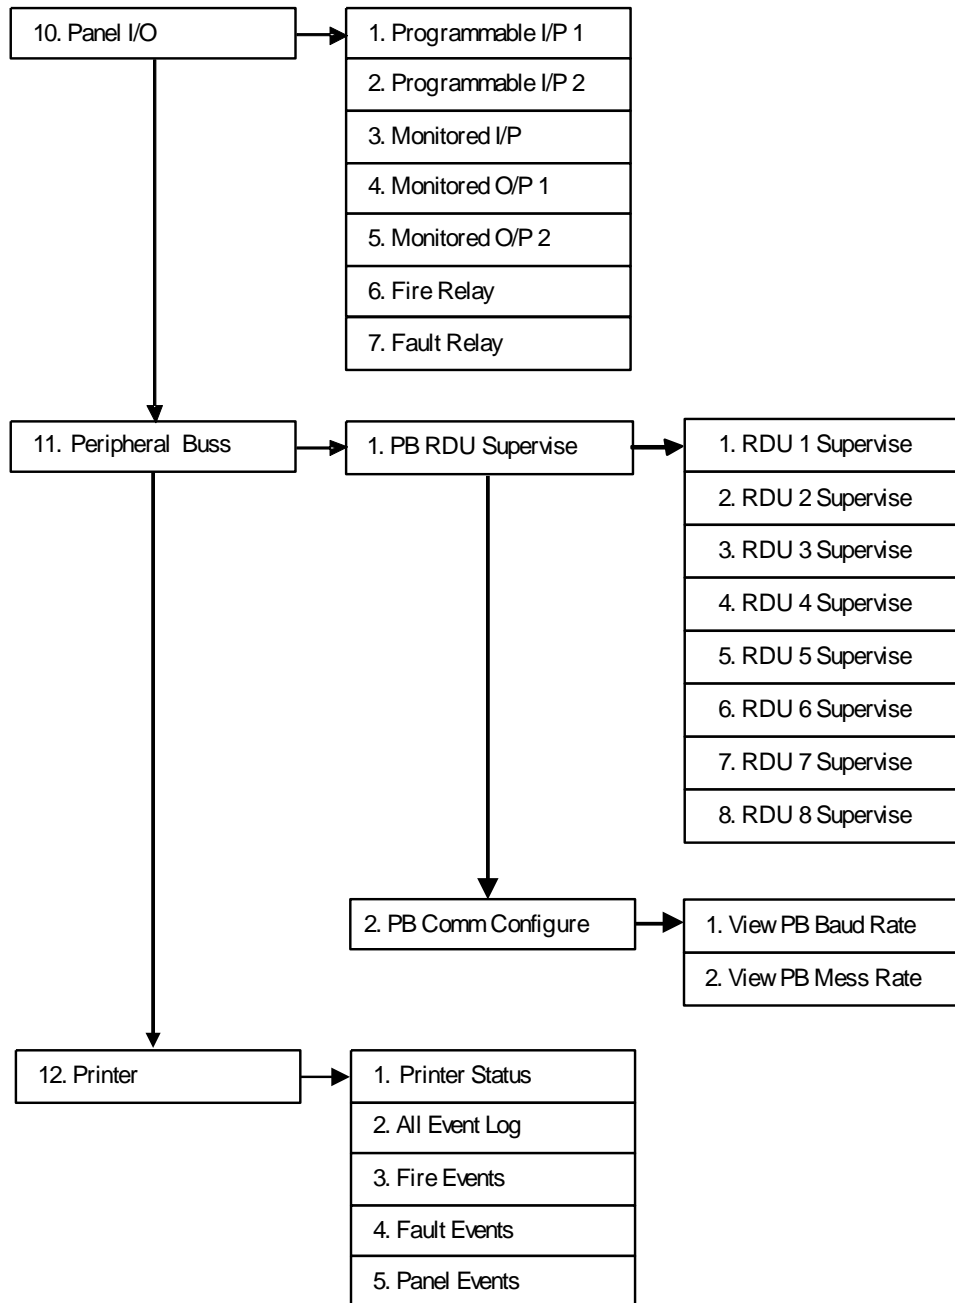 10. Panel I/O
1. Programmable I/P 1
2. Programmable I/P 2
3. Monitored I/P
4. Monitored O/P 1
5. Monitored O/P 2
6. Fire Relay
7. Fault Relay
11. Peripheral Buss
1. PB RDU Supervise
1. RDU 1 Supervise
2. RDU 2 Supervise
3. RDU 3 Supervise
4. RDU 4 Supervise
5. RDU 5 Supervise
6. RDU 6 Supervise
7. RDU 7 Supervise
8. RDU 8 Supervise
2. PB Comm Configure
1. View PB Baud Rate
2. View PB Mess Rate
12. Printer
1. Printer Status
2. All Event Log
3. Fire Events
4. Fault Events
5. Panel Events